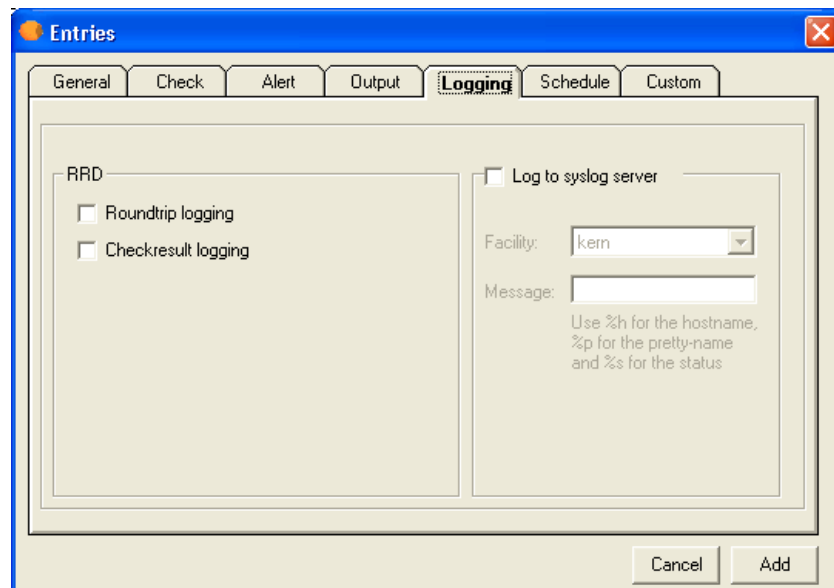 Entries
General Check Alert Output Logging Schedule Custom
RRD
Roundtrip logging
Checkresult logging
Log to syslog server
Facility: kern
Message:
Use %h for the hostname,
%p for the pretty-name
and %s for the status
Cancel Add